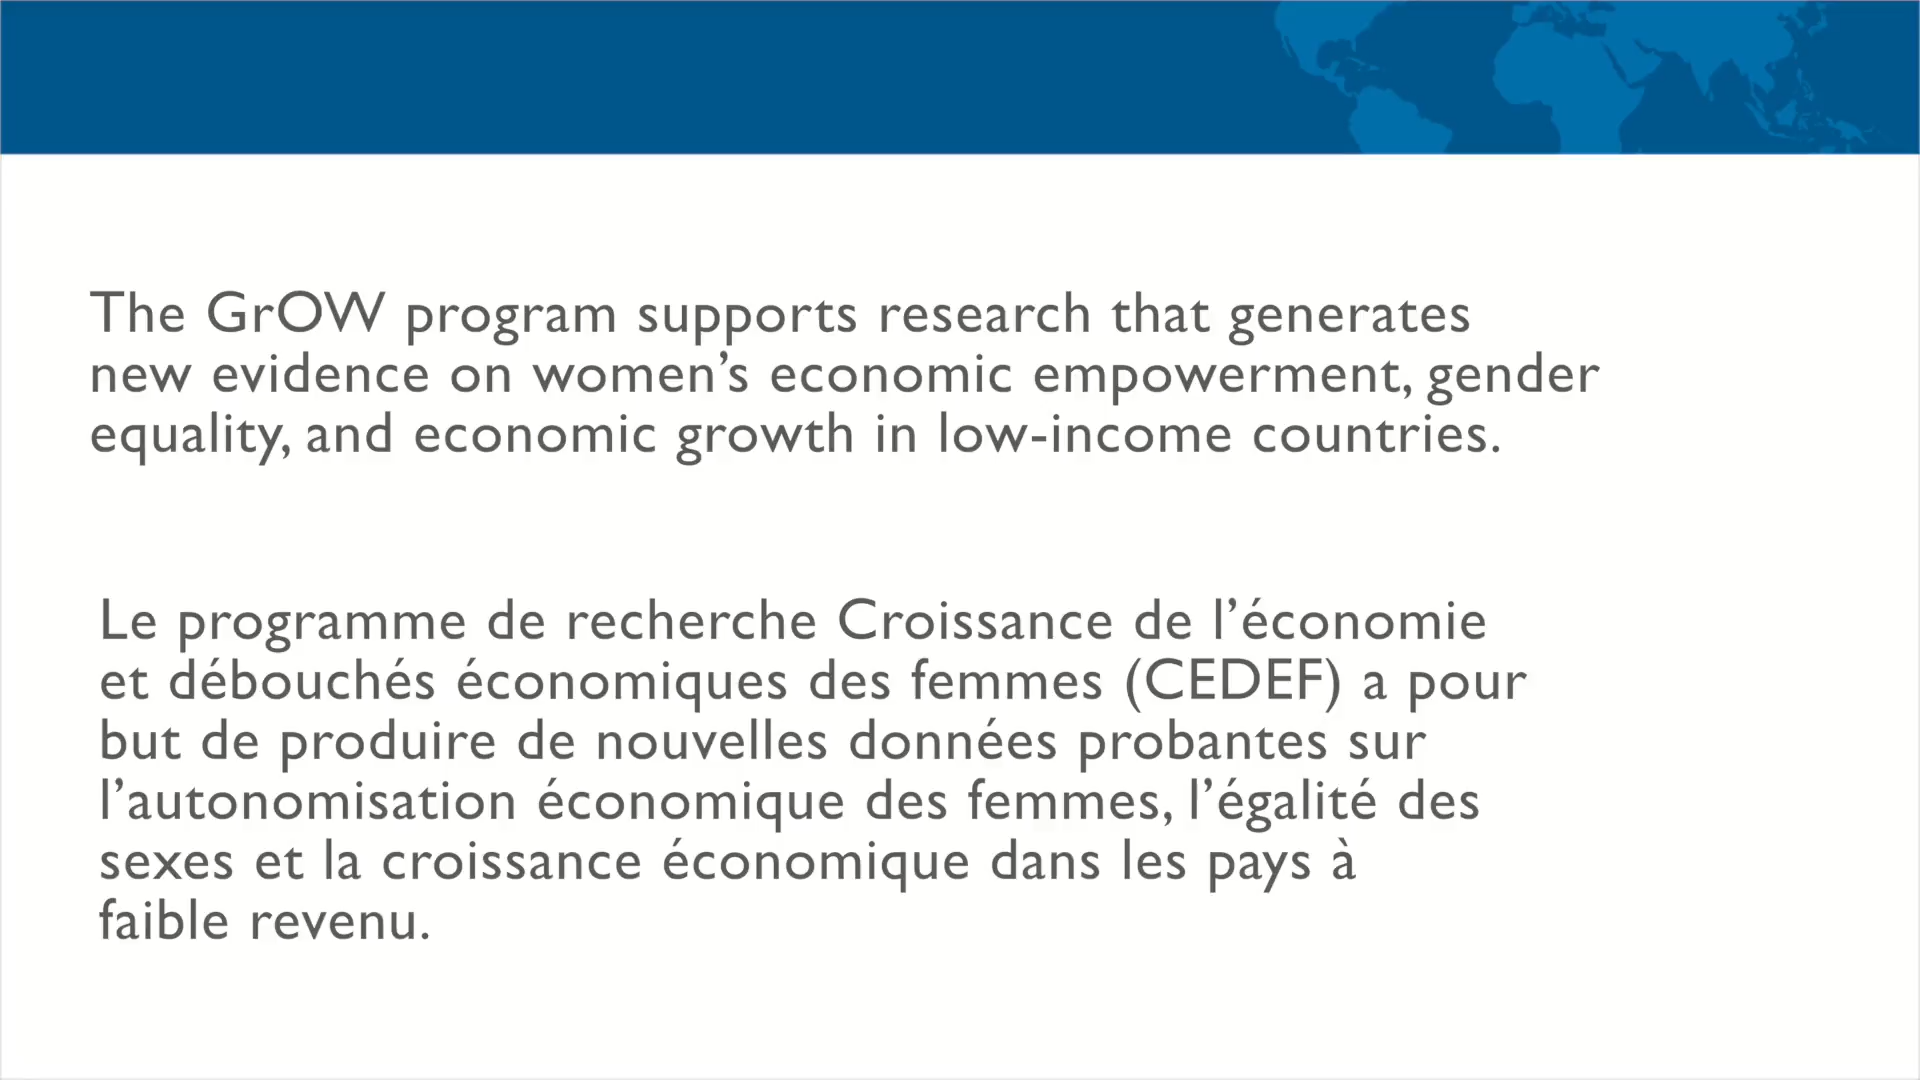 The GrOW program supports research that generates
new evidence on women’s economic empowerment, gender
equality, and economic growth in low-income countries.
Le programme de recherche Croissance de l’économie
et débouchés économiques des femmes (CEDEF) a pour
but de produire de nouvelles données probantes sur
l’autonomisation économique des femmes, l’égalité des
sexes et la croissance économique dans les pays à
faible revenu.